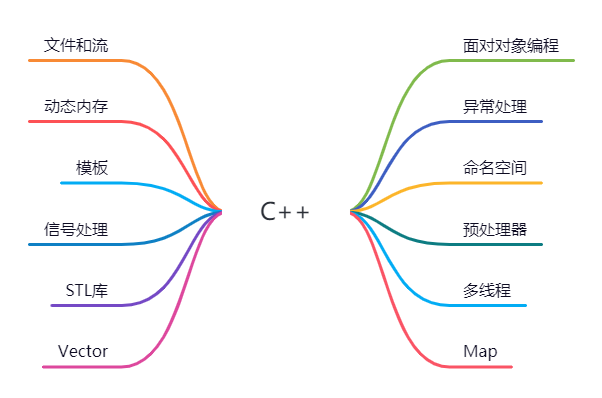 文件和流
动态内存
模板
信号处理
STL库
Vector
C++
面对对象编程
异常处理
命名空间
预处理器
多线程
Map